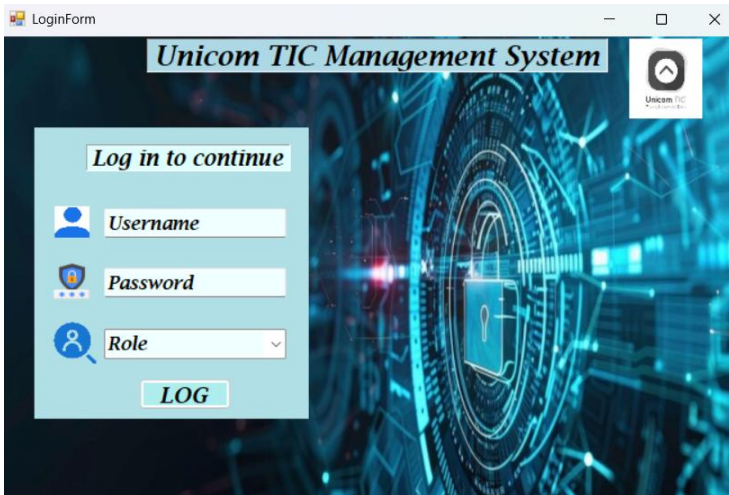 LoginForm
Unicom TIC Management System
Unicom TIC
Log in to continue
Username
Password
Role
LOG